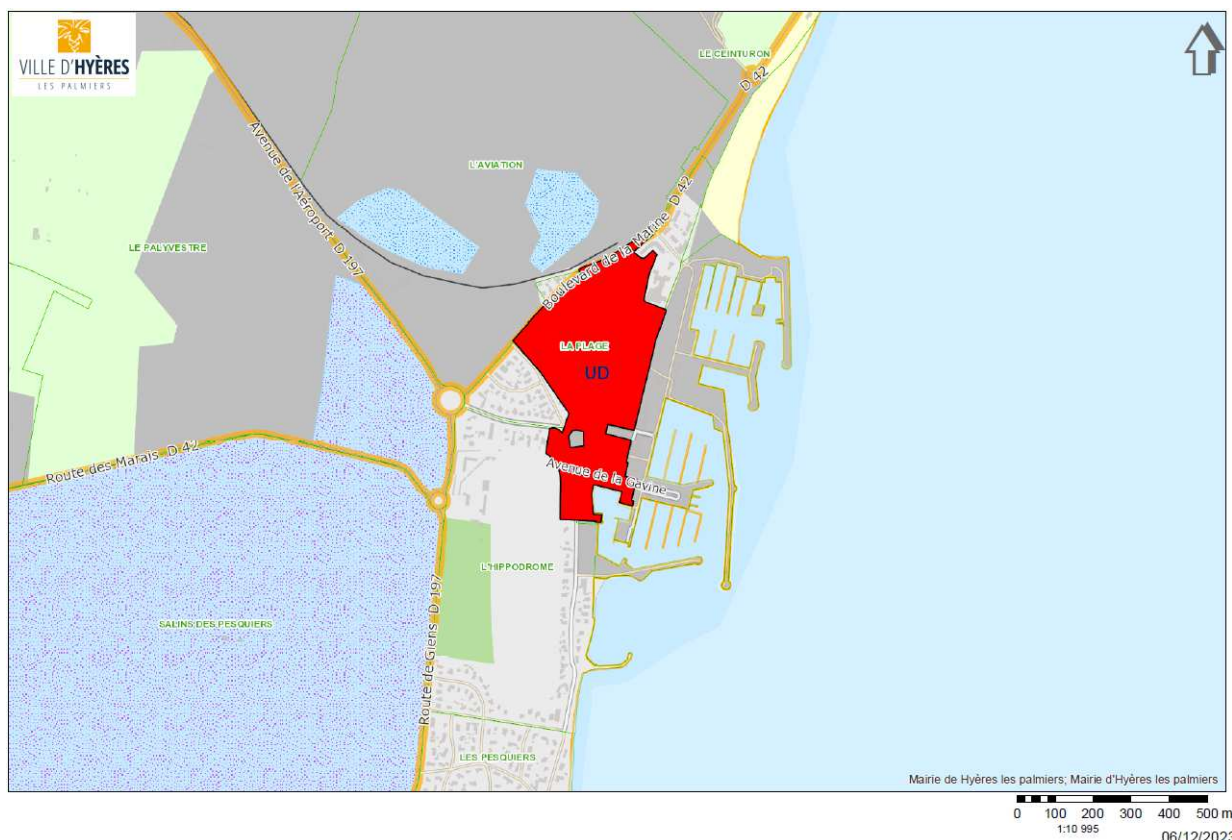 VILLE D'HYÈRES
LES PALMIERS
LE CEINTURON
D 42
Avenue de l'Aéroport D 197
L'AVIATION
Boulevard de la Marine D 42
LE PALYVESTRE
LA PLAGE
UD
Route des Marais D 42
Avenue de la Gavine
L'HIPPODROME
SALINS DES PESQUIERS
Route de Giens D 197
LES PESQUIERS
Mairie de Hyères les palmiers; Mairie d'Hyères les palmiers
0 100 200 300 400 500 m
1:10 995
06/12/2023